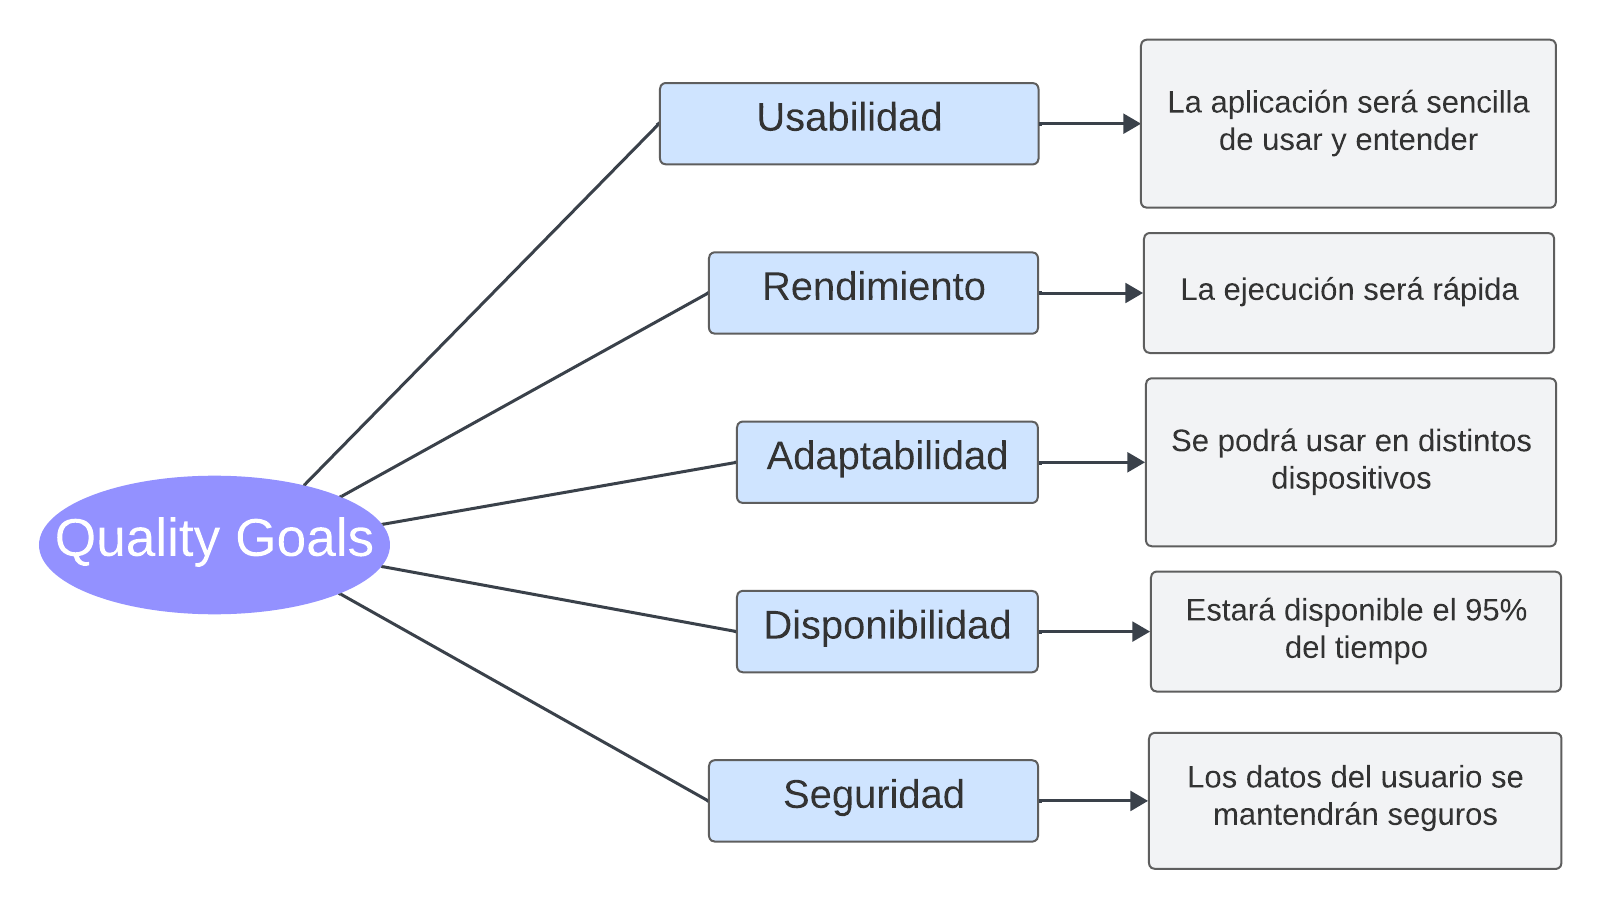 Quality Goals
Usabilidad
La aplicación será sencilla
de usar y entender
Rendimiento
La ejecución será rápida
Adaptabilidad
Se podrá usar en distintos
dispositivos
Disponibilidad
Estará disponible el 95%
del tiempo
Seguridad
Los datos del usuario se
mantendrán seguros